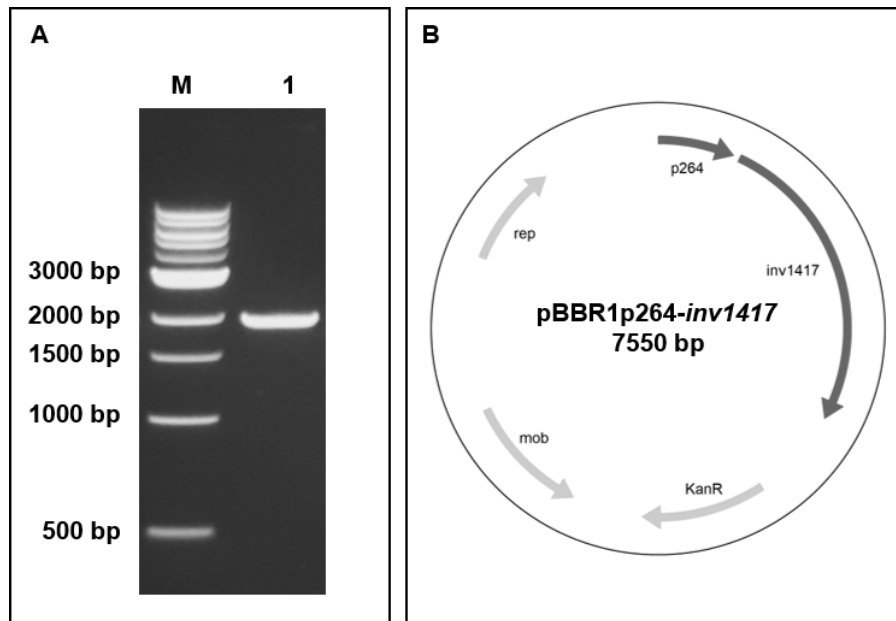 A
M 1
3000 bp
2000 bp
1500 bp
1000 bp
500 bp
B
p264
inv1417
rep
pBBR1p264-inv1417
7550 bp
mob
KanR